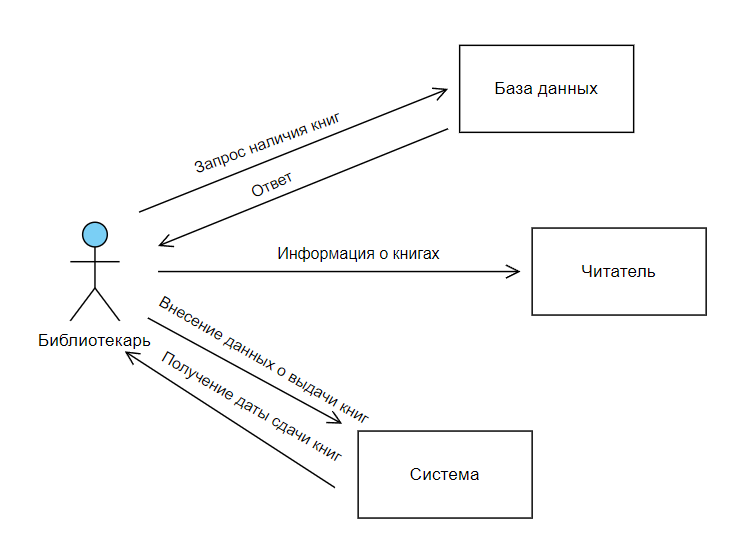 База данных
Запрос наличия книг
Ответ
Информация о книгах
Читатель
Библиотекарь
Внесение данных о выдачи книг
Получение даты сдачи книг
Система